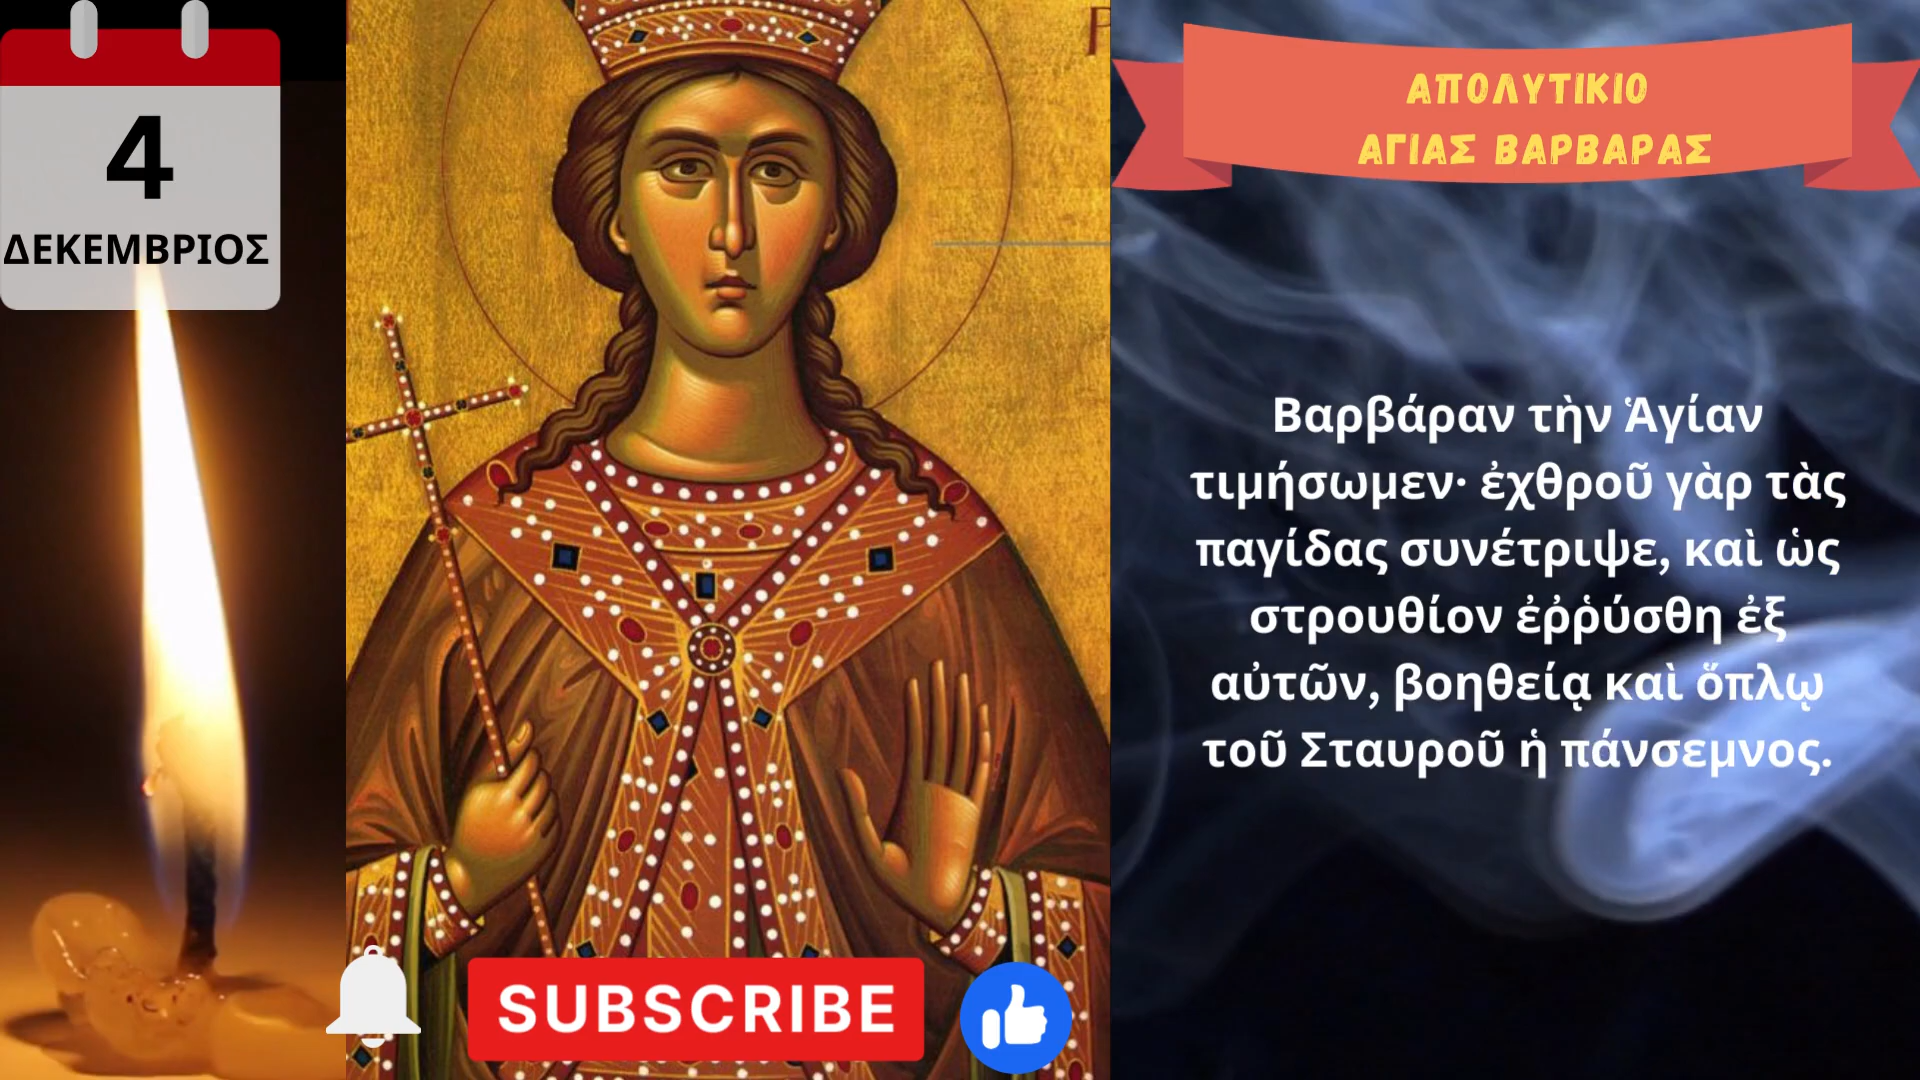 4
ΔΕΚΕΜΒΡΙΟΣ
ΑΠΟΛΥΤΙΚΙΟ
ΑΓΙΑΣ ΒΑΡΒΑΡΑΣ
Βαρβάραν τὴν Ἁγίαν
τιμήσωμεν· ἐχθροῦ γὰρ τὰς
παγίδας συνέτριψε, καὶ ὡς
στρουθίον ἐῤῥύσθη ἐξ
αὐτῶν, βοηθείᾳ καὶ ὅπλῳ
τοῦ Σταυροῦ ἡ πάνσεμνος.
SUBSCRIBE